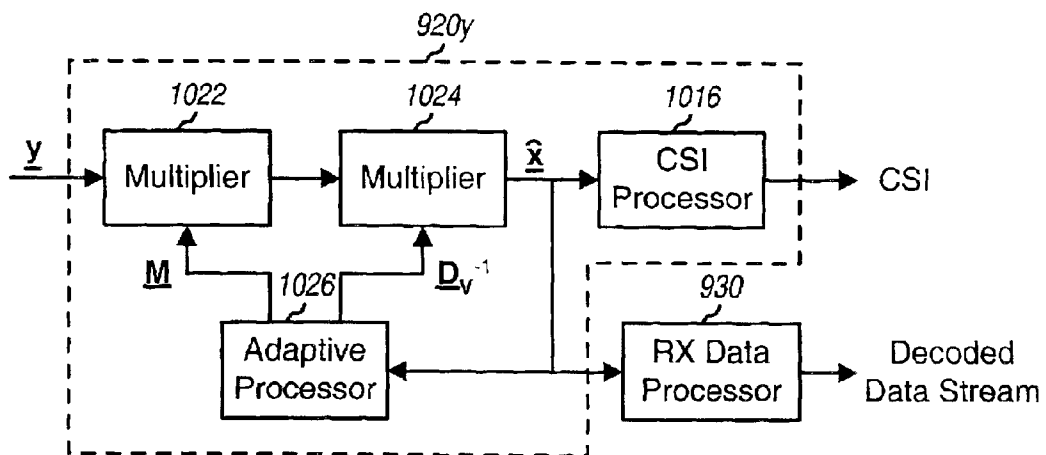 920y
1022
1024
1016
y
Multiplier
Multiplier
x̂
CSI
Processor
CSI
M
1026
D_V^-1
930
Adaptive
Processor
RX Data
Processor
Decoded
Data Stream